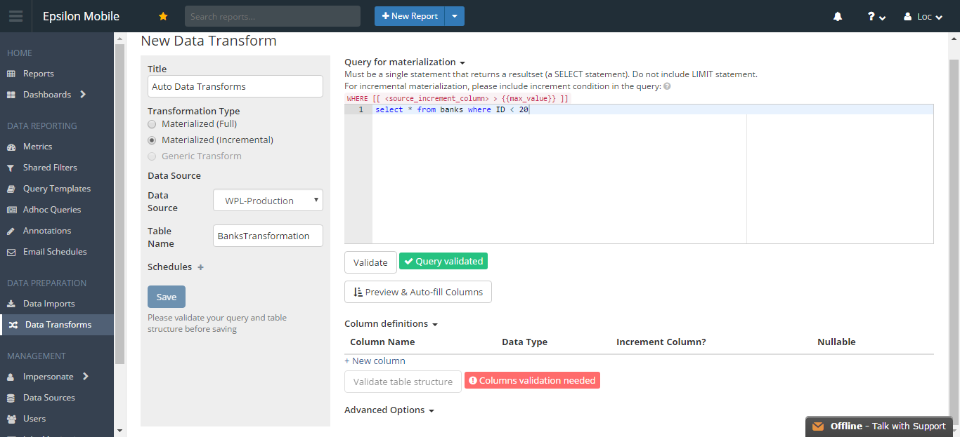 Epsilon Mobile
Search reports...
+ New Report
?
Loc
HOME
Reports
Dashboards
DATA REPORTING
Metrics
Shared Filters
Query Templates
Adhoc Queries
Annotations
Email Schedules
DATA PREPARATION
Data Imports
Data Transforms
MANAGEMENT
Impersonate
Data Sources
Users
New Data Transform
Title
Auto Data Transforms
Transformation Type
Materialized (Full)
Materialized (Incremental)
Generic Transform
Data Source
Data Source
WPL-Production
Table Name
BanksTransformation
Schedules +
Save
Please validate your query and table
structure before saving
Query for materialization
Must be a single statement that returns a resultset (a SELECT statement). Do not include LIMIT statement.
For incremental materialization, please include increment condition in the query: ?
WHERE [[ <source_increment_column> > {{max_value}} ]]
1 select * from banks where ID < 20
Validate
Query validated
Preview & Auto-fill Columns
Column definitions
Column Name Data Type Increment Column? Nullable
+ New column
Validate table structure
Columns validation needed
Advanced Options
Offline - Talk with Support